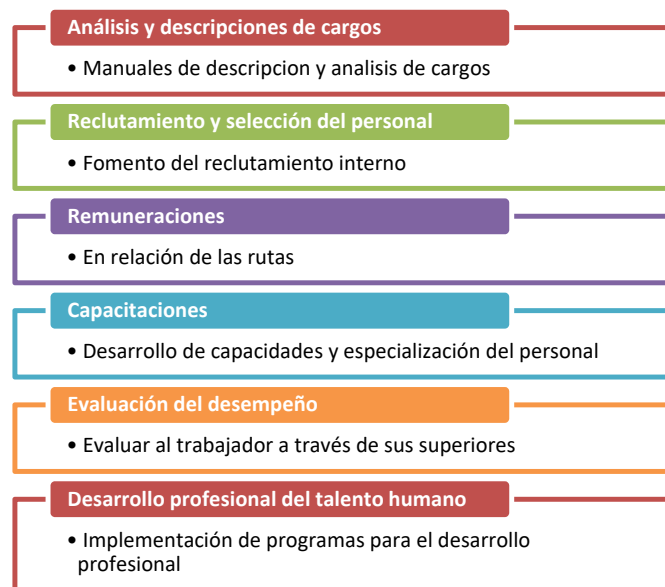 Análisis y descripciones de cargos
• Manuales de descripcion y analisis de cargos
Reclutamiento y selección del personal
• Fomento del reclutamiento interno
Remuneraciones
• En relación de las rutas
Capacitaciones
• Desarrollo de capacidades y especialización del personal
Evaluación del desempeño
• Evaluar al trabajador a través de sus superiores
Desarrollo profesional del talento humano
• Implementación de programas para el desarrollo
profesional